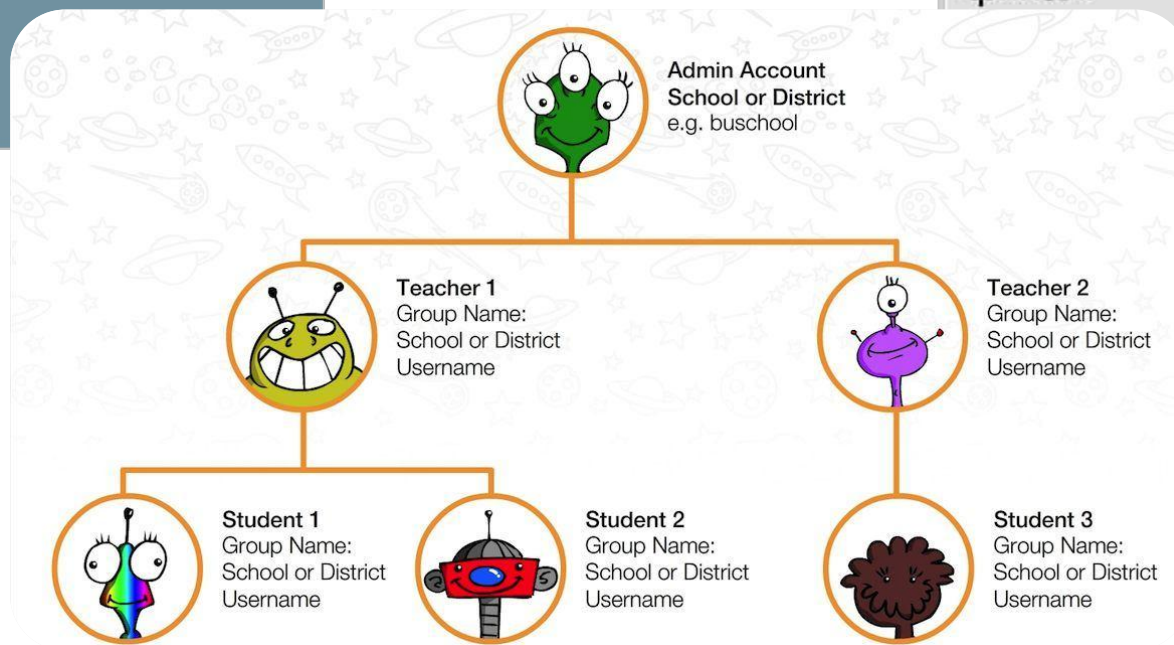 Admin Account
School or District
e.g. buschool
Teacher 1
Group Name:
School or District
Username
Teacher 2
Group Name:
School or District
Username
Student 1
Group Name:
School or District
Username
Student 2
Group Name:
School or District
Username
Student 3
Group Name:
School or District
Username